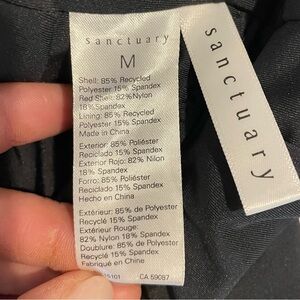 sanctuary
M
Shell: 85% Recycled
Polyester 15% Spandex
Red Shell: 82%Nylon
18%Spandex
Lining: 85% Recycled
Polyester 15% Spandex
Made in China
Exterior: 85% Poliéster
Reciclado 15% Spandex
Exterior Rojo: 82% Nilon
18% Spandex
Forro: 85% Poliéster
Reciclado 15% Spandex
Hecho en China
Extérieur: 85% de Polyester
Recyclé 15% Spandex
Extérieur Rouge:
82% Nylon 18% Spandex
Doublure: 85% de Polyester
Recyclé 15% Spandex
Fabriqué en Chine
CA 59087
sanctuary